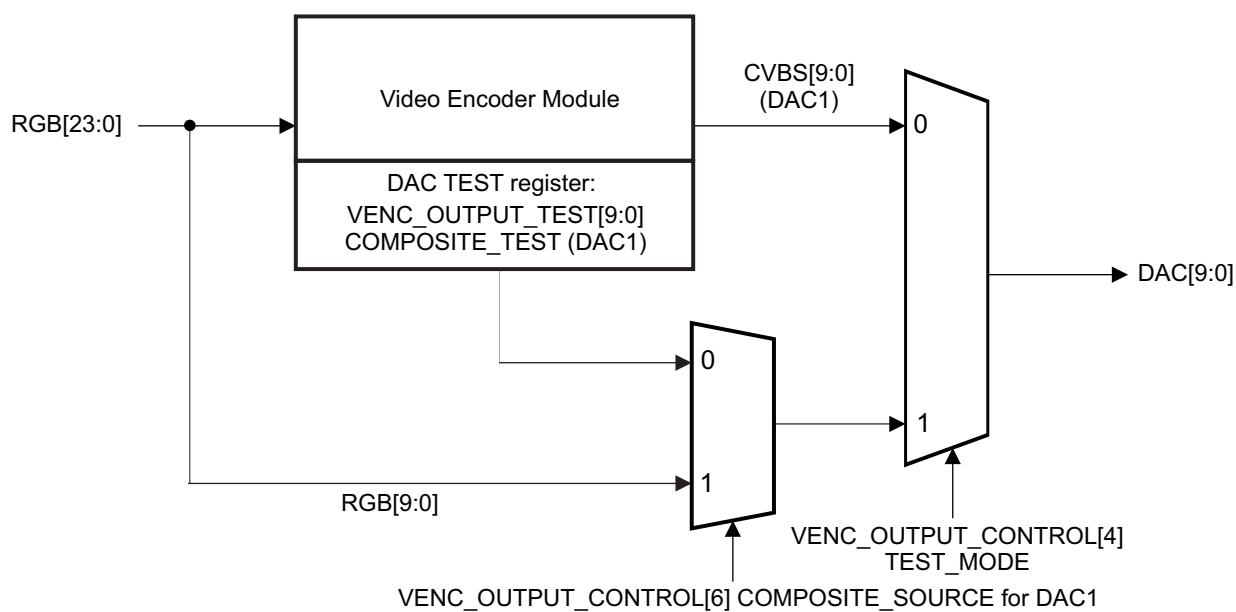 CVBS[9:0]
(DAC1)
Video Encoder Module
RGB[23:0]
0
DAC TEST register:
VENC_OUTPUT_TEST[9:0]
COMPOSITE_TEST (DAC1)
DAC[9:0]
0
1
1
RGB[9:0]
VENC_OUTPUT_CONTROL[4]
TEST_MODE
VENC_OUTPUT_CONTROL[6] COMPOSITE_SOURCE for DAC1